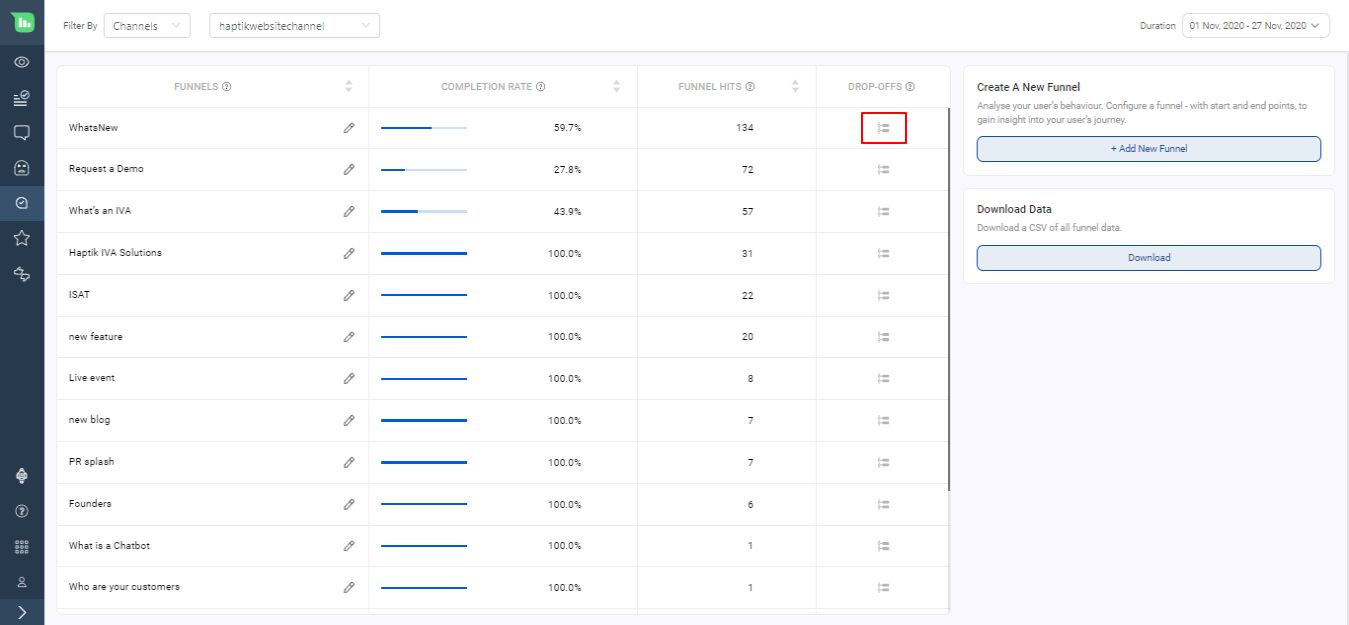 Filter By Channels haptikwebsitechannel Duration 01 Nov, 2020 - 27 Nov, 2020
FUNNELS COMPLETION RATE FUNNEL HITS DROP-OFFS
WhatsNew 59.7% 134
Request a Demo 27.8% 72
What's an IVA 43.9% 57
Haptik IVA Solutions 100.0% 31
ISAT 100.0% 22
new feature 100.0% 20
Live event 100.0% 8
new blog 100.0% 7
PR splash 100.0% 7
Founders 100.0% 6
What is a Chatbot 100.0% 1
Who are your customers 100.0% 1
Create A New Funnel
Analyse your user's behaviour. Configure a funnel - with start and end points, to
gain insight into your user's journey.
+ Add New Funnel
Download Data
Download a CSV of all funnel data.
Download